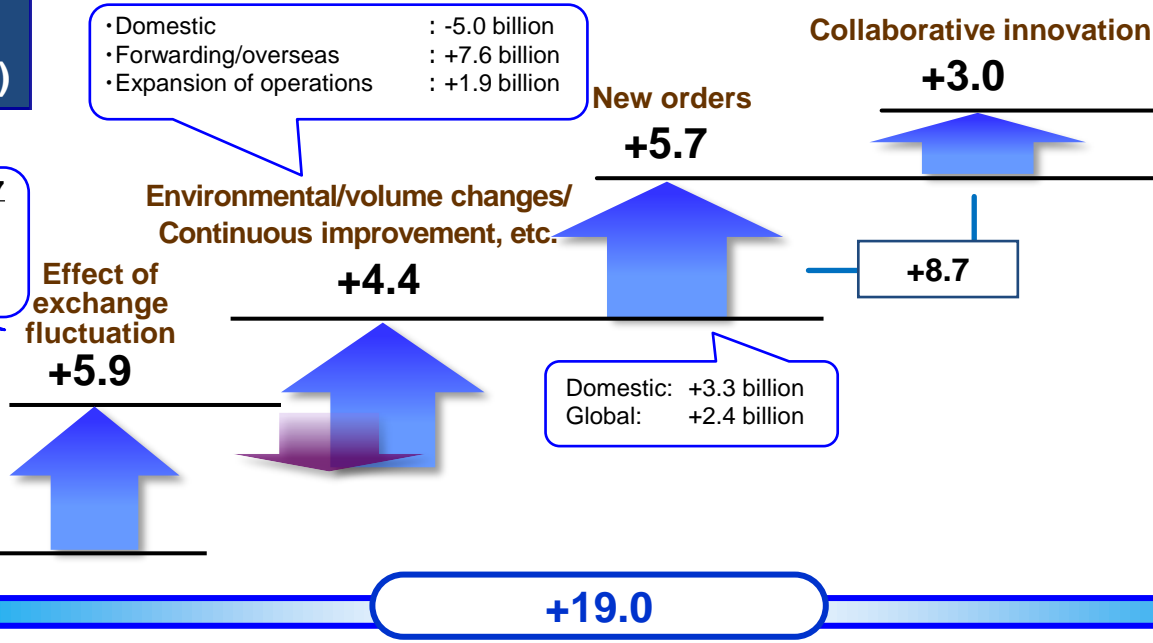 )
・Domestic : -5.0 billion
・Forwarding/overseas : +7.6 billion
・Expansion of operations : +1.9 billion
Collaborative innovation
+3.0
New orders
+5.7
Environmental/volume changes/
Continuous improvement, etc.
+4.4
+8.7
Effect of
exchange
fluctuation
+5.9
Domestic: +3.3 billion
Global: +2.4 billion
+19.0